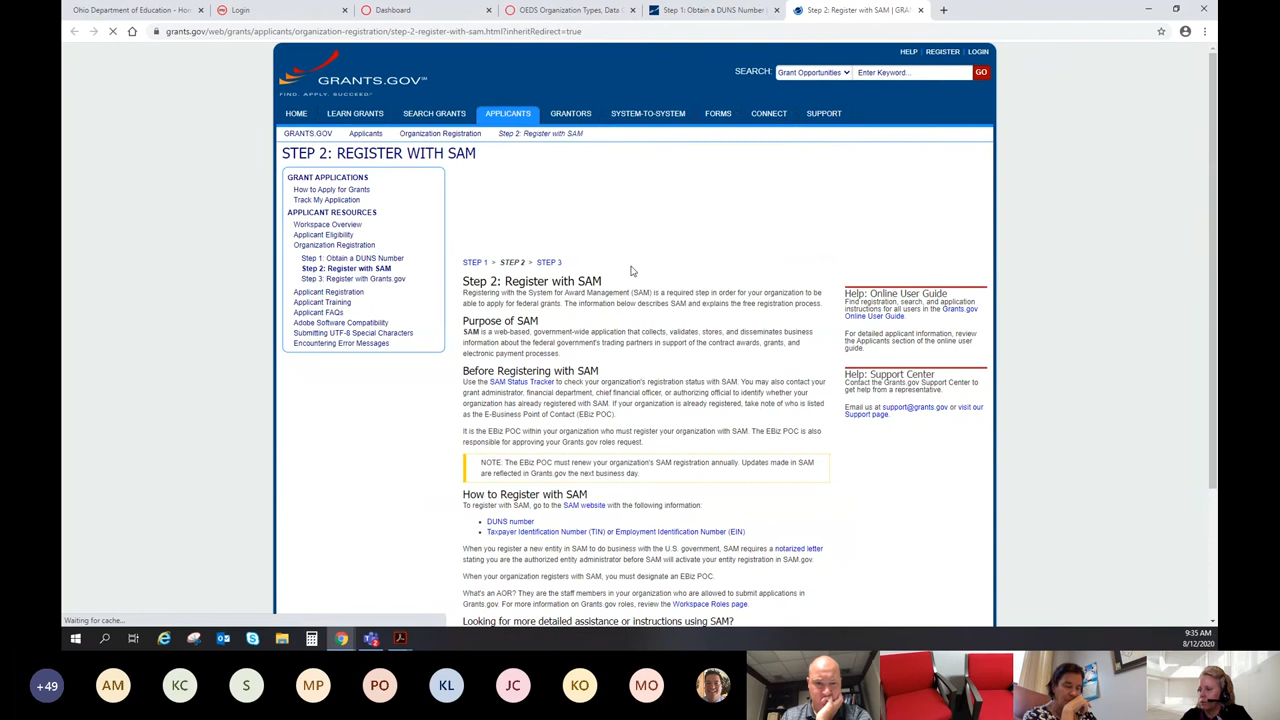 Ohio Department of Education - Ho
Login
Dashboard
OEDS Organization Types, Data C
Step 1: Obtain a DUNS Number
Step 2: Register with SAM | GRA
grants.gov/web/grants/applicants/organization-registration/step-2-register-with-sam.html?inheritRedirect=true
HELP | REGISTER | LOGIN
GRANTS.GOV
FIND. APPLY. SUCCEED.
SEARCH: Grant Opportunities Enter Keyword... GO
HOME LEARN GRANTS SEARCH GRANTS APPLICANTS GRANTORS SYSTEM-TO-SYSTEM FORMS CONNECT SUPPORT
GRANTS.GOV Applicants Organization Registration Step 2: Register with SAM
STEP 2: REGISTER WITH SAM
GRANT APPLICATIONS
How to Apply for Grants
Track My Application
APPLICANT RESOURCES
Workspace Overview
Applicant Eligibility
Organization Registration
Step 1: Obtain a DUNS Number
Step 2: Register with SAM
Step 3: Register with Grants.gov
Applicant Registration
Applicant Training
Applicant FAQs
Adobe Software Compatibility
Submitting UTF-8 Special Characters
Encountering Error Messages
STEP 1 > STEP 2 > STEP 3
Step 2: Register with SAM
Registering with the System for Award Management (SAM) is a required step in order for your organization to be
able to apply for federal grants. The information below describes SAM and explains the free registration process.
Purpose of SAM
SAM is a web-based, government-wide application that collects, validates, stores, and disseminates business
information about the federal government's trading partners in support of the contract awards, grants, and
electronic payment processes.
Before Registering with SAM
Use the SAM Status Tracker to check your organization's registration status with SAM. You may also contact your
grant administrator, financial department, chief financial officer, or authorizing official to identify whether your
organization has already registered with SAM. If your organization is already registered, take note of who is listed
as the E-Business Point of Contact (EBiz POC).
It is the EBiz POC within your organization who must register your organization with SAM. The EBiz POC is also
responsible for approving your Grants.gov roles request.
NOTE: The EBiz POC must renew your organization's SAM registration annually. Updates made in SAM
are reflected in Grants.gov the next business day.
How to Register with SAM
To register with SAM, go to the SAM website with the following information:
• DUNS number
• Taxpayer Identification Number (TIN) or Employment Identification Number (EIN)
When you register a new entity in SAM to do business with the U.S. government, SAM requires a notarized letter
stating you are the authorized entity administrator before SAM will activate your entity registration in SAM.gov.
When your organization registers with SAM, you must designate an EBiz POC.
What's an AOR? They are the staff members in your organization who are allowed to submit applications in
Grants.gov. For more information on Grants.gov roles, review the Workspace Roles page.
Looking for more detailed assistance or instructions using SAM?
Help: Online User Guide
Find registration, search, and application
instructions for all users in the Grants.gov
Online User Guide.
For detailed applicant information, review
the Applicants section of the online user
guide.
Help: Support Center
Contact the Grants.gov Support Center to
get help from a representative.
Email us at support@grants.gov or visit our
Support page.
Waiting for cache...
9:35 AM
8/12/2020
+49 AM KC S MP PO KL JC KO MO